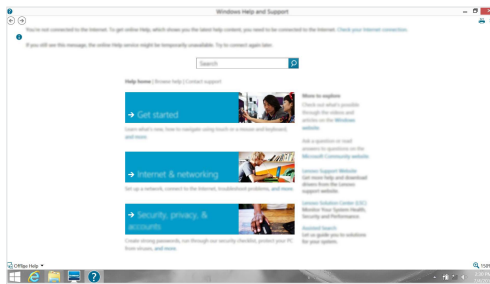 Windows Help and Support
You're not connected to the Internet. To get online Help, which shows you the latest help content, you need to be connected to the Internet. Check your Internet connection.
If you still see this message, the online Help service might be temporarily unavailable. Try to connect again later.
Search
Help home | Browse help | Contact support
→ Get started
Learn what's new, how to navigate using touch or a mouse and keyboard,
and more.
→ Internet & networking
Set up a network, connect to the Internet, troubleshoot problems, and more.
→ Security, privacy, &
accounts
Create strong passwords, run through our security checklist, protect your PC
from viruses, and more.
More to explore
Check out what's possible
through the videos and
articles on the Windows
website.
Ask a question or read
answers to questions on the
Microsoft Community website.
Lenovo Support Website
Get more help and download
drivers from the Lenovo
support website.
Lenovo Solution Center (LSC)
Monitor Your System Health,
Security and Performance.
Assisted Search
Let us guide you to solutions
for your system.
Offline Help
150%